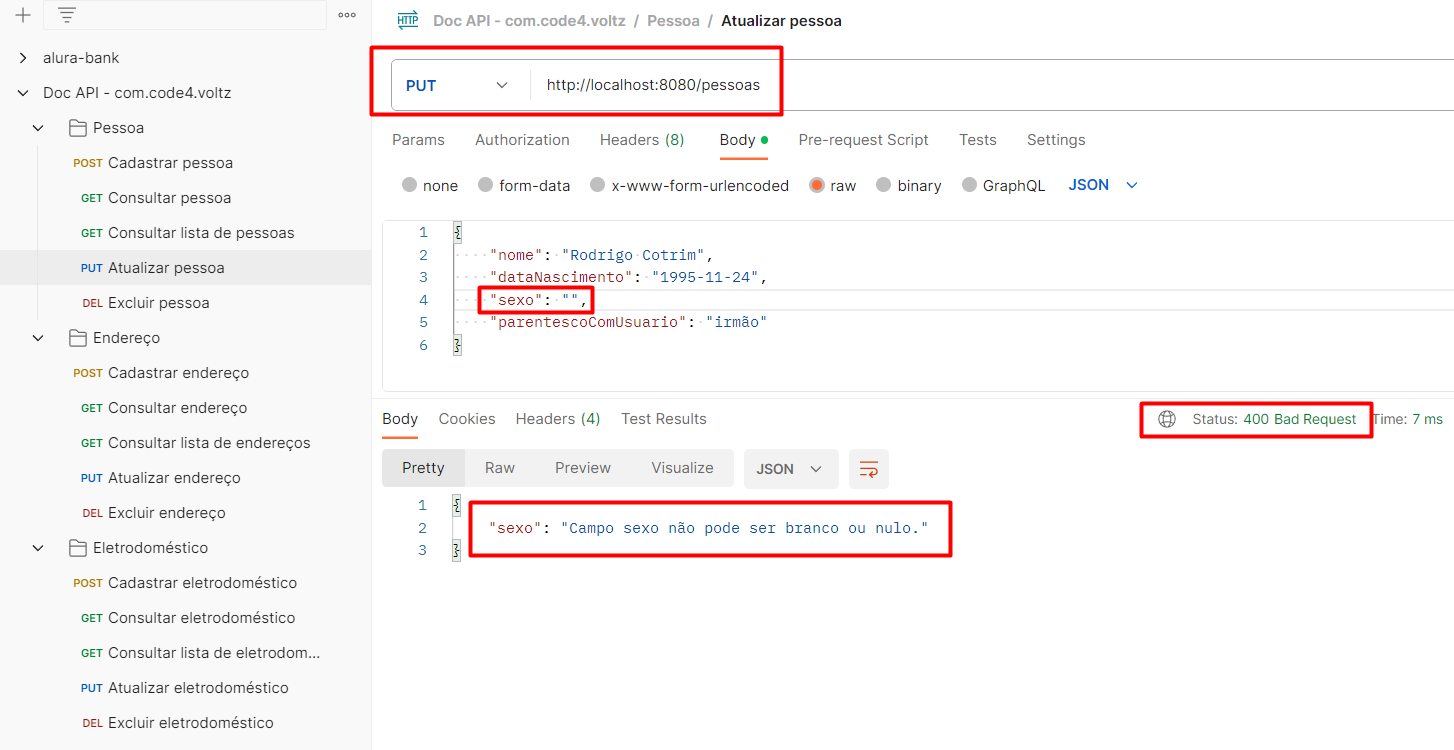 alura-bank
Doc API - com.code4.voltz
Pessoa
POST Cadastrar pessoa
GET Consultar pessoa
GET Consultar lista de pessoas
PUT Atualizar pessoa
DEL Excluir pessoa
Endereço
POST Cadastrar endereço
GET Consultar endereço
GET Consultar lista de endereços
PUT Atualizar endereço
DEL Excluir endereço
Eletrodoméstico
POST Cadastrar eletrodoméstico
GET Consultar eletrodoméstico
GET Consultar lista de eletrodom...
PUT Atualizar eletrodoméstico
DEL Excluir eletrodoméstico
HTTP Doc API - com.code4.voltz / Pessoa / Atualizar pessoa
PUT http://localhost:8080/pessoas
Params Authorization Headers (8) Body Pre-request Script Tests Settings
none form-data x-www-form-urlencoded raw binary GraphQL JSON
1 {
2 "nome": "Rodrigo Cotrim",
3 "dataNascimento": "1995-11-24",
4 "sexo": "",
5 "parentescoComUsuario": "irmão"
6 }
Body Cookies Headers (4) Test Results Status: 400 Bad Request Time: 7 ms
Pretty Raw Preview Visualize JSON
1 {
2 "sexo": "Campo sexo não pode ser branco ou nulo."
3 }